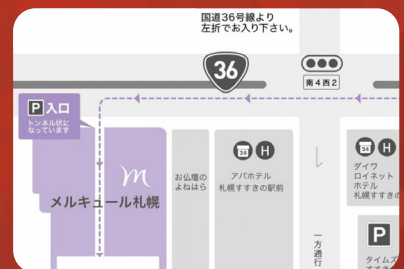 国道36号線より
左折でお入り下さい。
36
南4西2
P入口
トンネル状に
なっています
24 H
24 H
m
お仏壇の
よねはら
アパホテル
札幌すすきの駅前
ダイワ
ロイネット
ホテル
札幌すすきの
メルキュール札幌
一方通行
P
タイムズ